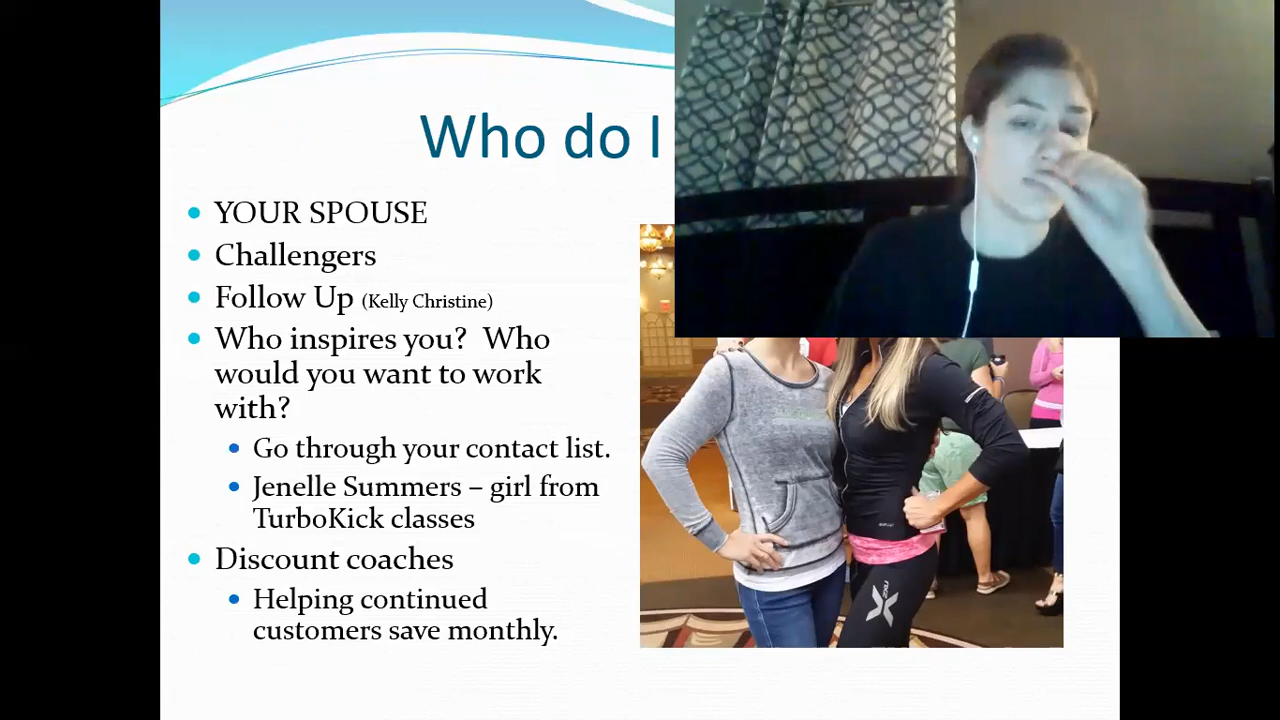 Who do I
YOUR SPOUSE
Challengers
Follow Up (Kelly Christine)
Who inspires you? Who
would you want to work
with?
Go through your contact list.
Jenelle Summers – girl from
TurboKick classes
Discount coaches
Helping continued
customers save monthly.